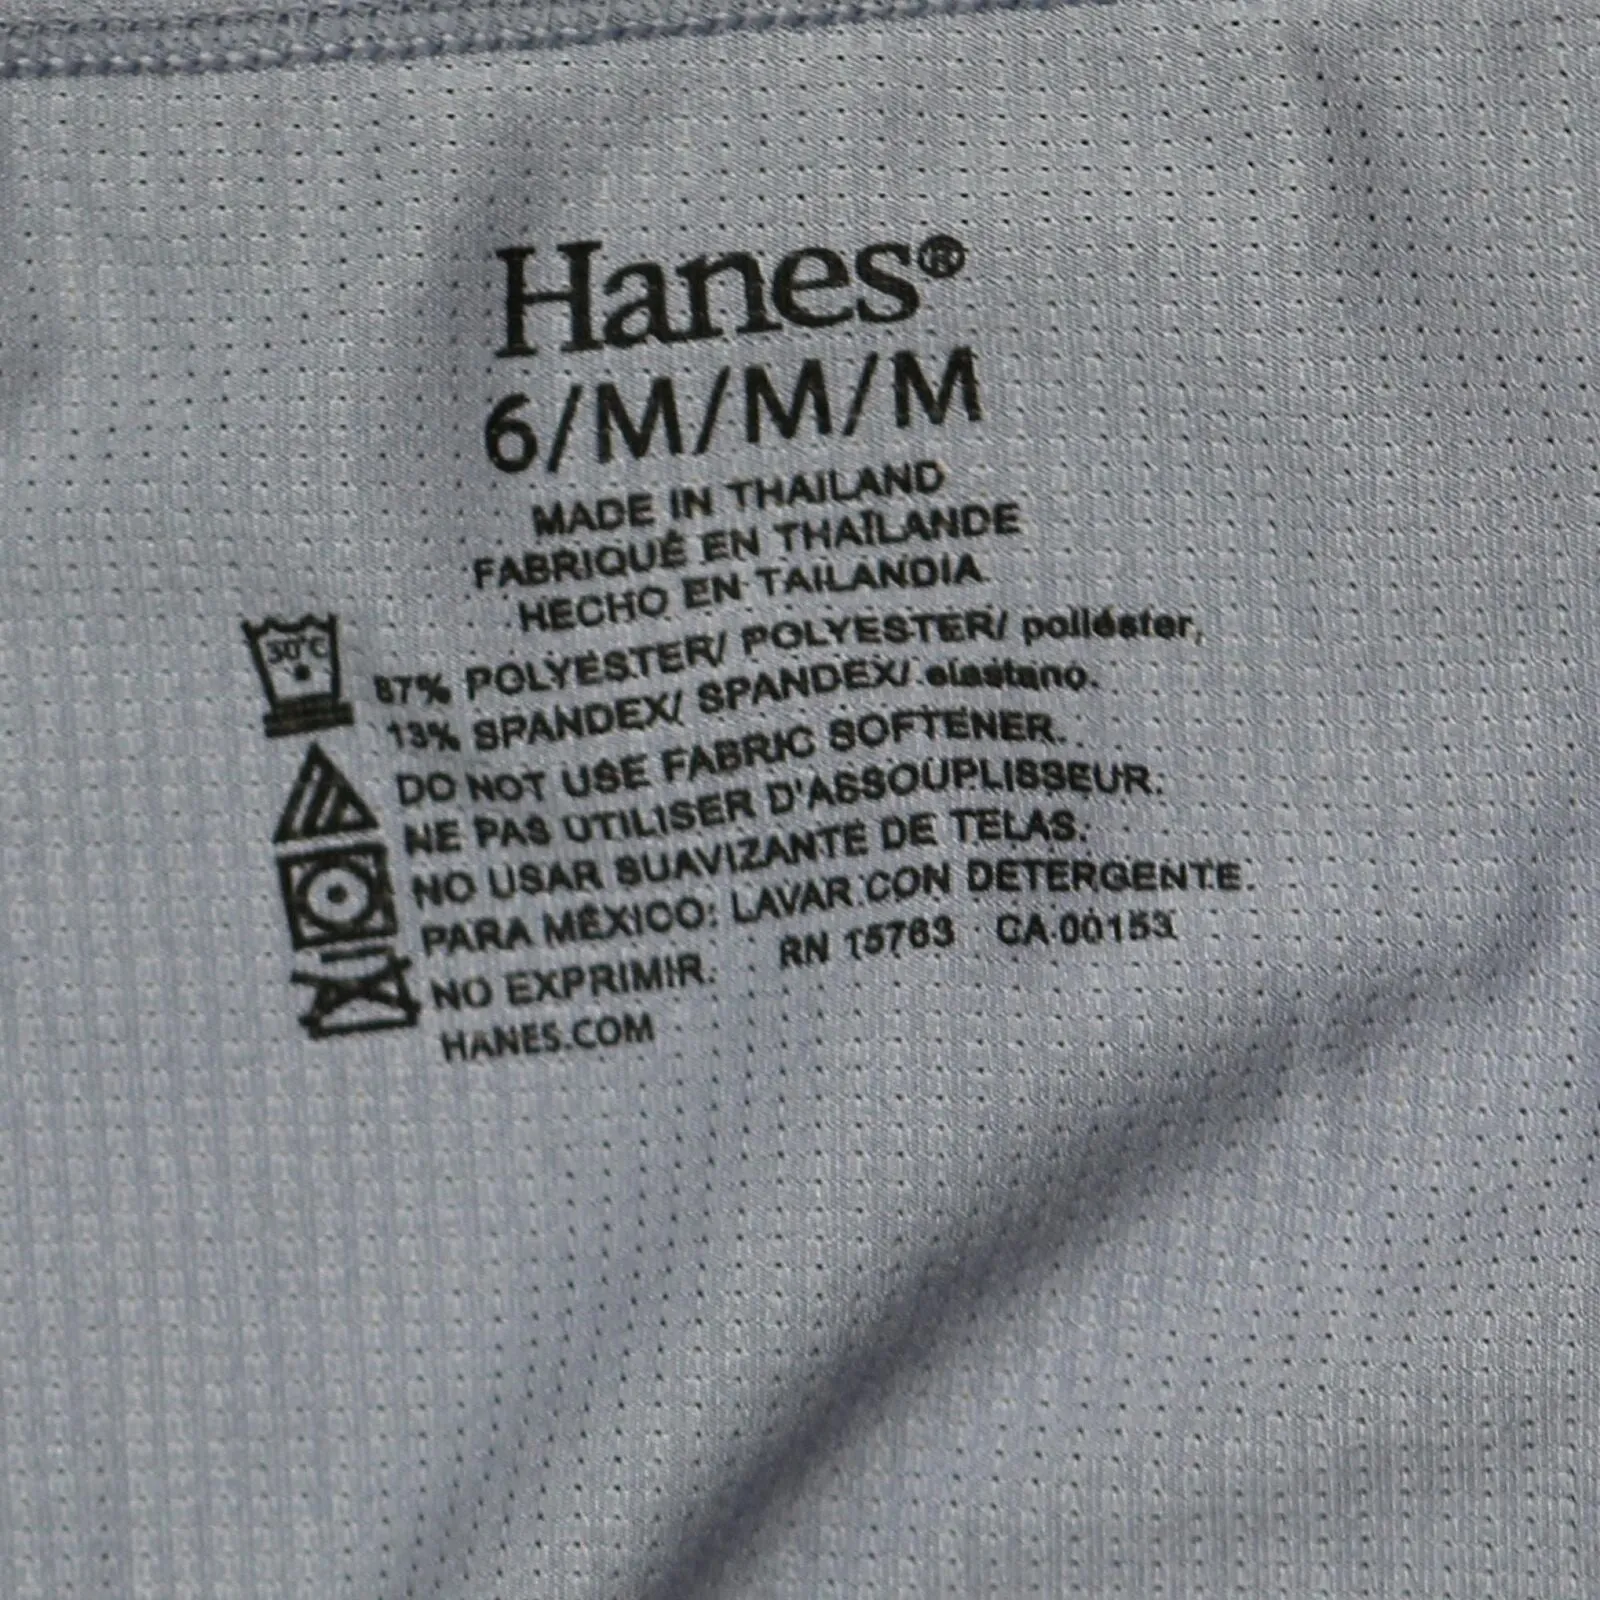 Hanes®
6/M/M/M
MADE IN THAILAND
FABRIQUÉ EN THAÏLANDE
HECHO EN TAILANDIA
30°C
87% POLYESTER/ POLYESTER/ poliéster,
13% SPANDEX/ SPANDEX/ elastano.
DO NOT USE FABRIC SOFTENER.
NE PAS UTILISER D'ASSOUPLISSEUR.
NO USAR SUAVIZANTE DE TELAS.
PARA MÉXICO: LAVAR CON DETERGENTE.
NO EXPRIMIR. RN 15763 CA 00153
HANES.COM